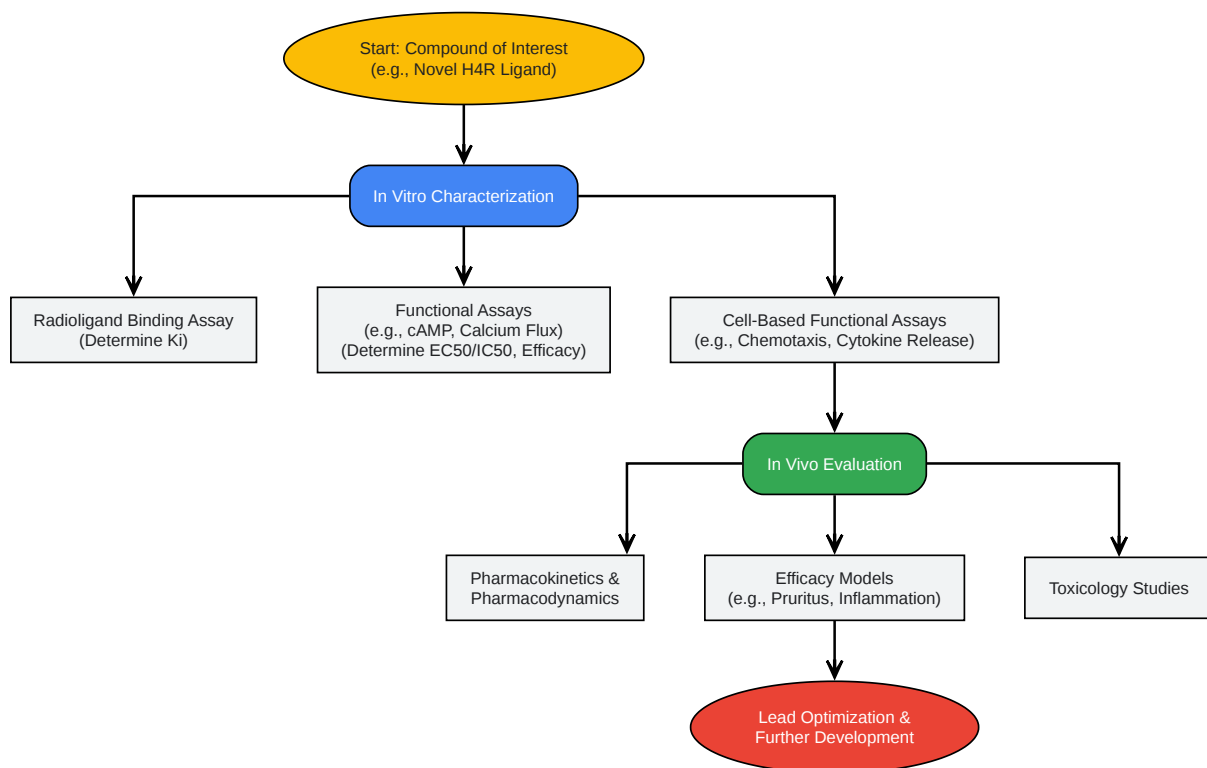 Start: Compound of Interest
(e.g., Novel H4R Ligand)
In Vitro Characterization
Radioligand Binding Assay
(Determine Ki)
Functional Assays
(e.g., cAMP, Calcium Flux)
(Determine EC50/IC50, Efficacy)
Cell-Based Functional Assays
(e.g., Chemotaxis, Cytokine Release)
In Vivo Evaluation
Pharmacokinetics &
Pharmacodynamics
Efficacy Models
(e.g., Pruritus, Inflammation)
Toxicology Studies
Lead Optimization &
Further Development